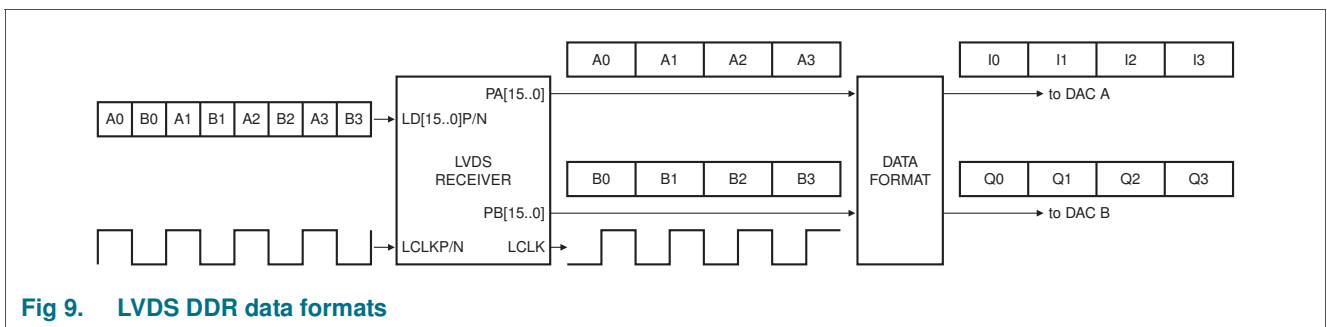 A0 A1 A2 A3
I0 I1 I2 I3
PA[15..0]
to DAC A
A0 B0 A1 B1 A2 B2 A3 B3
LD[15..0]P/N
LVDS
RECEIVER
DATA
FORMAT
B0 B1 B2 B3
Q0 Q1 Q2 Q3
PB[15..0]
to DAC B
LCLKP/N
LCLK
Fig 9. LVDS DDR data formats